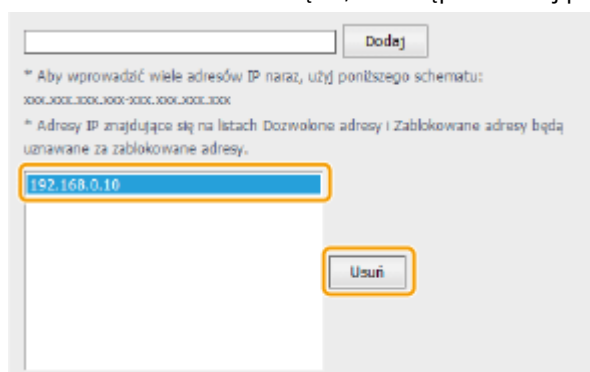 Dodaj
* Aby wprowadzić wiele adresów IP naraz, użyj poniższego schematu:
xxx.xxx.xxx.xxx-xxx.xxx.xxx.xxx
* Adresy IP znajdujące się na listach Dozwolone adresy i Zablokowane adresy będą
uznawane za zablokowane adresy.
192.168.0.10
Usuń